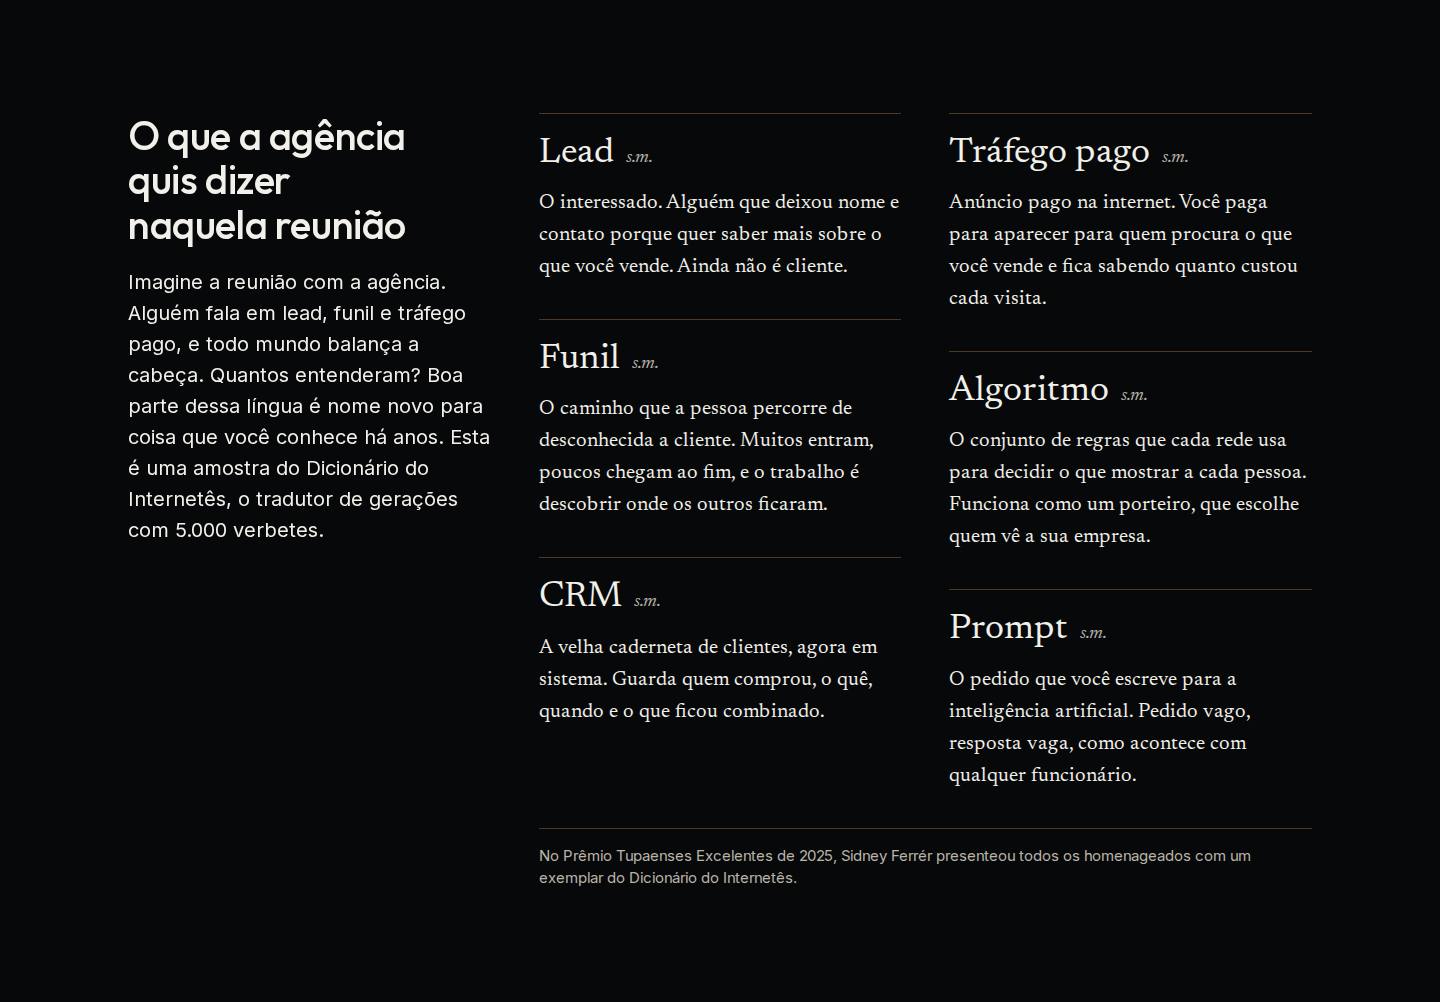 O que a agência
quis dizer
naquela reunião
Imagine a reunião com a agência.
Alguém fala em lead, funil e tráfego
pago, e todo mundo balança a
cabeça. Quantos entenderam? Boa
parte dessa língua é nome novo para
coisa que você conhece há anos. Esta
é uma amostra do Dicionário do
Internetês, o tradutor de gerações
com 5.000 verbetes.
Lead s.m.
O interessado. Alguém que deixou nome e
contato porque quer saber mais sobre o
que você vende. Ainda não é cliente.
Funil s.m.
O caminho que a pessoa percorre de
desconhecida a cliente. Muitos entram,
poucos chegam ao fim, e o trabalho é
descobrir onde os outros ficaram.
CRM s.m.
A velha caderneta de clientes, agora em
sistema. Guarda quem comprou, o quê,
quando e o que ficou combinado.
Tráfego pago s.m.
Anúncio pago na internet. Você paga
para aparecer para quem procura o que
você vende e fica sabendo quanto custou
cada visita.
Algoritmo s.m.
O conjunto de regras que cada rede usa
para decidir o que mostrar a cada pessoa.
Funciona como um porteiro, que escolhe
quem vê a sua empresa.
Prompt s.m.
O pedido que você escreve para a
inteligência artificial. Pedido vago,
resposta vaga, como acontece com
qualquer funcionário.
No Prêmio Tupaenses Excelentes de 2025, Sidney Ferrér presenteou todos os homenageados com um
exemplar do Dicionário do Internetês.